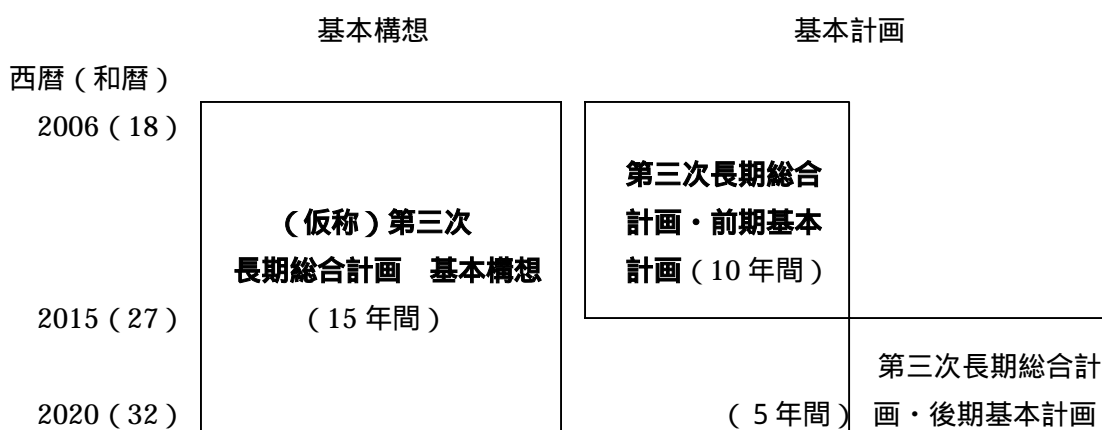 基本構想 基本計画
西暦(和暦)
2006(18)
第三次長期総合
(仮称)第三次 計画・前期基本
長期総合計画 基本構想 計画(10年間)
2015(27) (15年間)
第三次長期総合計
2020(32) (5年間) 画・後期基本計画